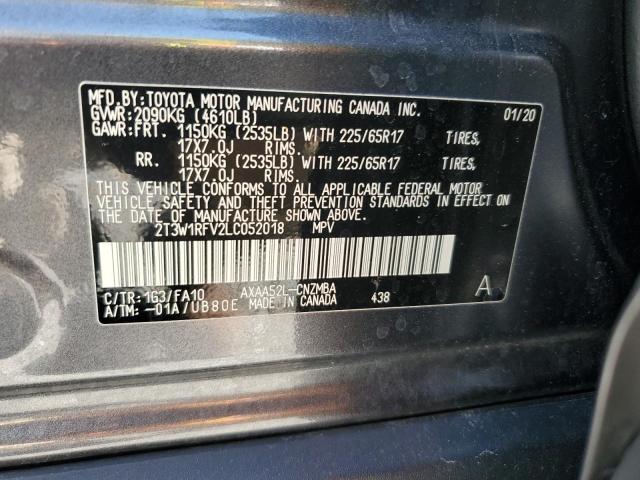 MFD.BY:TOYOTA MOTOR MANUFACTURING CANADA INC. 01/20
GVWR:2090KG (4610LB)
GAWR:FRT. 1150KG (2535LB) WITH 225/65R17 TIRES,
17X7.0J RIMS.
RR. 1150KG (2535LB) WITH 225/65R17 TIRES,
17X7.0J RIMS.
THIS VEHICLE CONFORMS TO ALL APPLICABLE FEDERAL MOTOR
VEHICLE SAFETY AND THEFT PREVENTION STANDARDS IN EFFECT ON
THE DATE OF MANUFACTURE SHOWN ABOVE.
2T3W1RFV2LC052018 MPV
C/TR:1G3/FA10 AXAA52L-CNZMBA A
A/TM:-01A/UB80E MADE IN CANADA 438